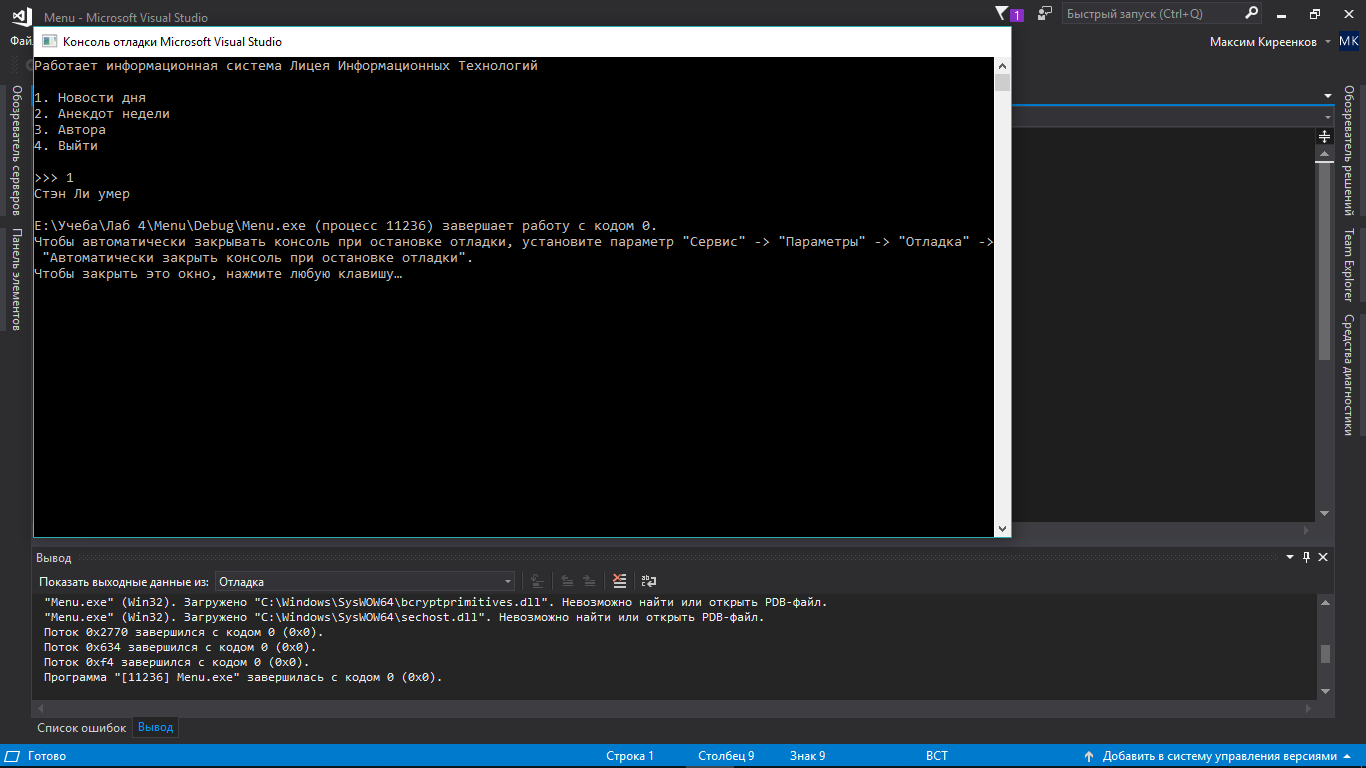 Menu - Microsoft Visual Studio
1
Быстрый запуск (Ctrl+Q)
Фай
Максим Киреенков
MK
Консоль отладки Microsoft Visual Studio
Работает информационная система Лицея Информационных Технологий
1. Новости дня
2. Анекдот недели
3. Автора
4. Выйти
>>> 1
Стэн Ли умер
E:\Учеба\Лаб 4\Menu\Debug\Menu.exe (процесс 11236) завершает работу с кодом 0.
Чтобы автоматически закрывать консоль при остановке отладки, установите параметр "Сервис" -> "Параметры" -> "Отладка" ->
"Автоматически закрыть консоль при остановке отладки".
Чтобы закрыть это окно, нажмите любую клавишу…
Обозреватель серверов
Панель элементов
Обозреватель решений
Team Explorer
Средства диагностики
Вывод
Показать выходные данные из: Отладка
"Menu.exe" (Win32). Загружено "C:\Windows\SysWOW64\bcryptprimitives.dll". Невозможно найти или открыть PDB-файл.
"Menu.exe" (Win32). Загружено "C:\Windows\SysWOW64\sechost.dll". Невозможно найти или открыть PDB-файл.
Поток 0x2770 завершился с кодом 0 (0x0).
Поток 0x634 завершился с кодом 0 (0x0).
Поток 0xf4 завершился с кодом 0 (0x0).
Программа "[11236] Menu.exe" завершилась с кодом 0 (0x0).
Список ошибок Вывод
Готово Строка 1 Столбец 9 Знак 9 ВСТ Добавить в систему управления версиями